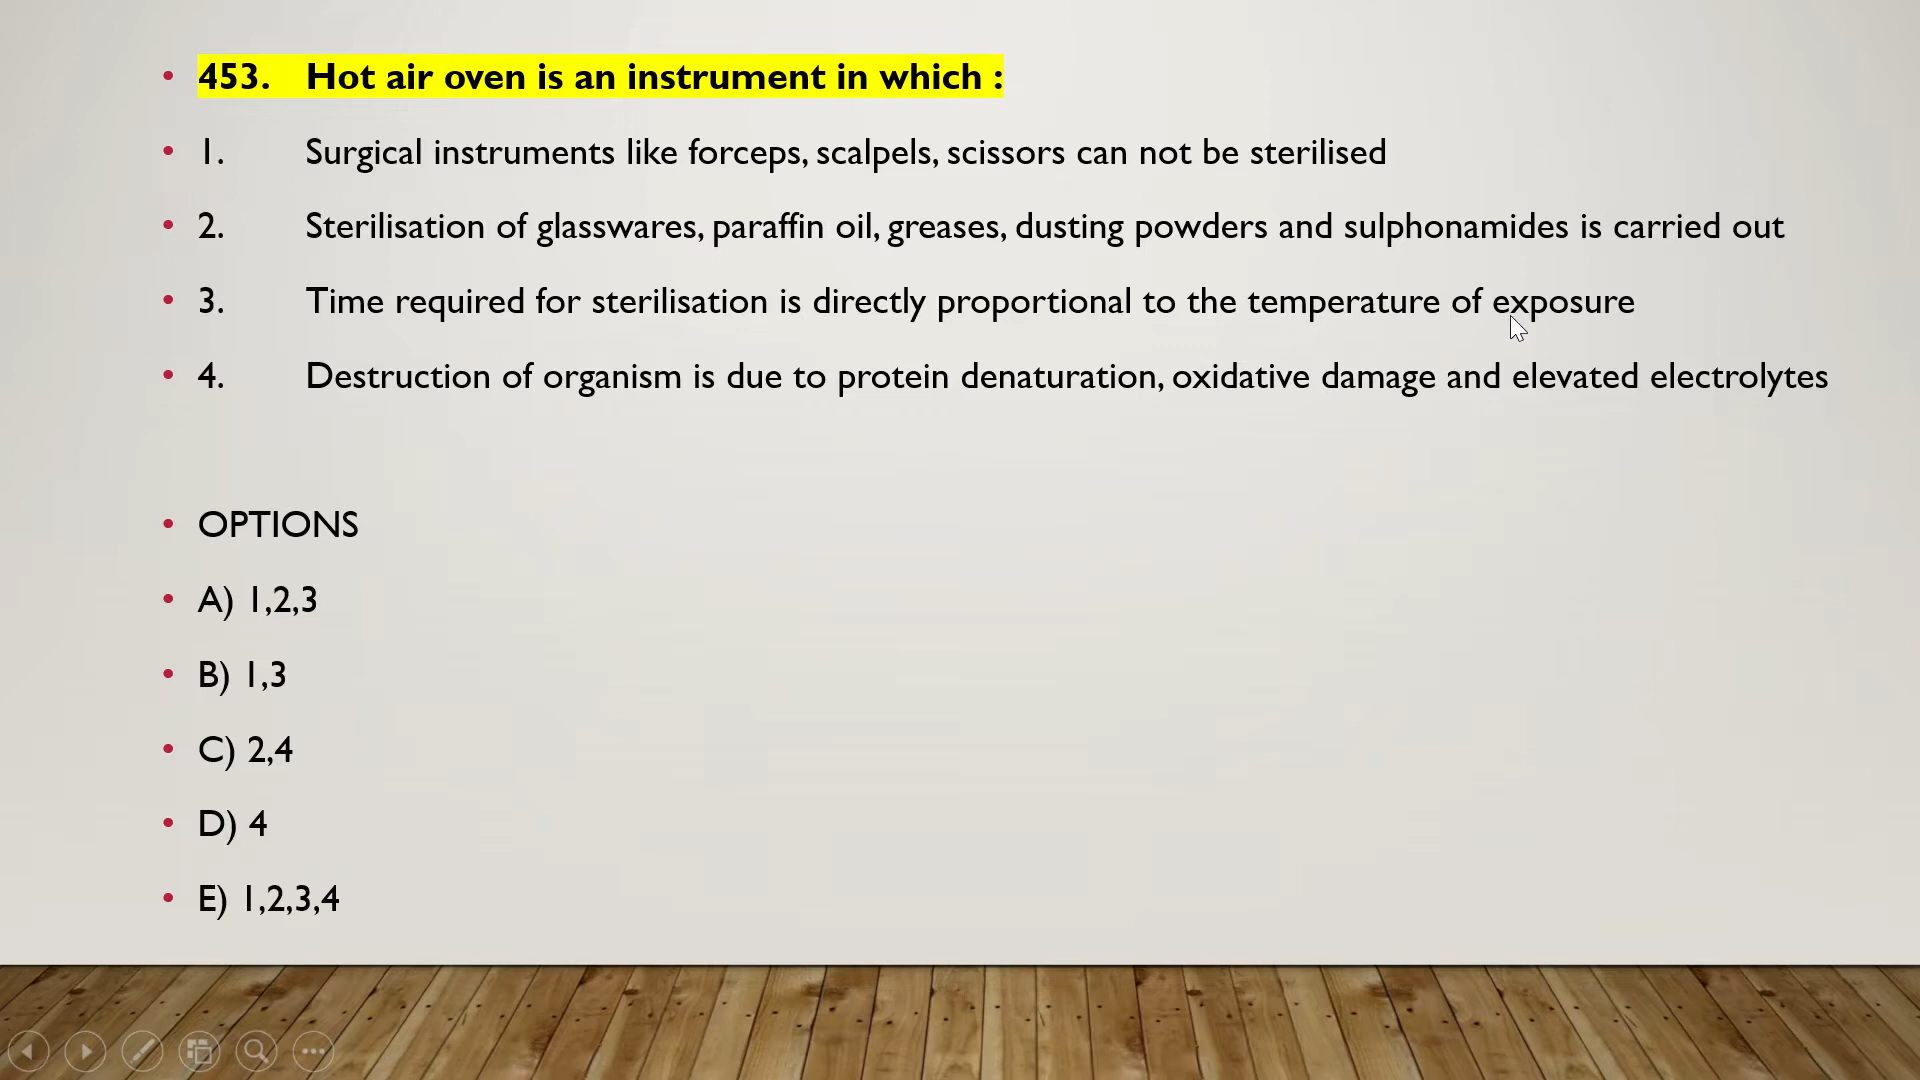 453. Hot air oven is an instrument in which :
1. Surgical instruments like forceps, scalpels, scissors can not be sterilised
2. Sterilisation of glasswares, paraffin oil, greases, dusting powders and sulphonamides is carried out
3. Time required for sterilisation is directly proportional to the temperature of exposure
4. Destruction of organism is due to protein denaturation, oxidative damage and elevated electrolytes
OPTIONS
A) 1,2,3
B) 1,3
C) 2,4
D) 4
E) 1,2,3,4